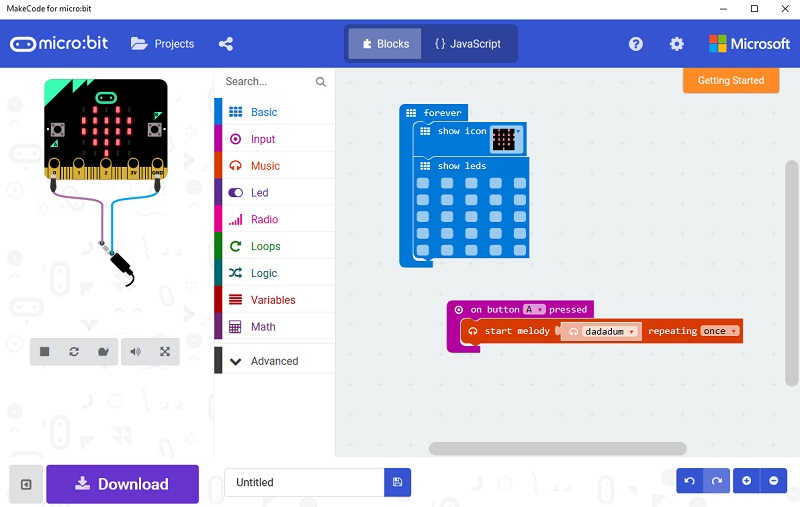 MakeCode for micro:bit
micro:bit
Projects
Blocks
{ } JavaScript
Microsoft
Search...
Getting Started
Basic
Input
Music
Led
Radio
Loops
Logic
Variables
Math
Advanced
0 1 2 3V GND
forever
show icon
show leds
on button A pressed
start melody dadadum repeating once
Download
Untitled